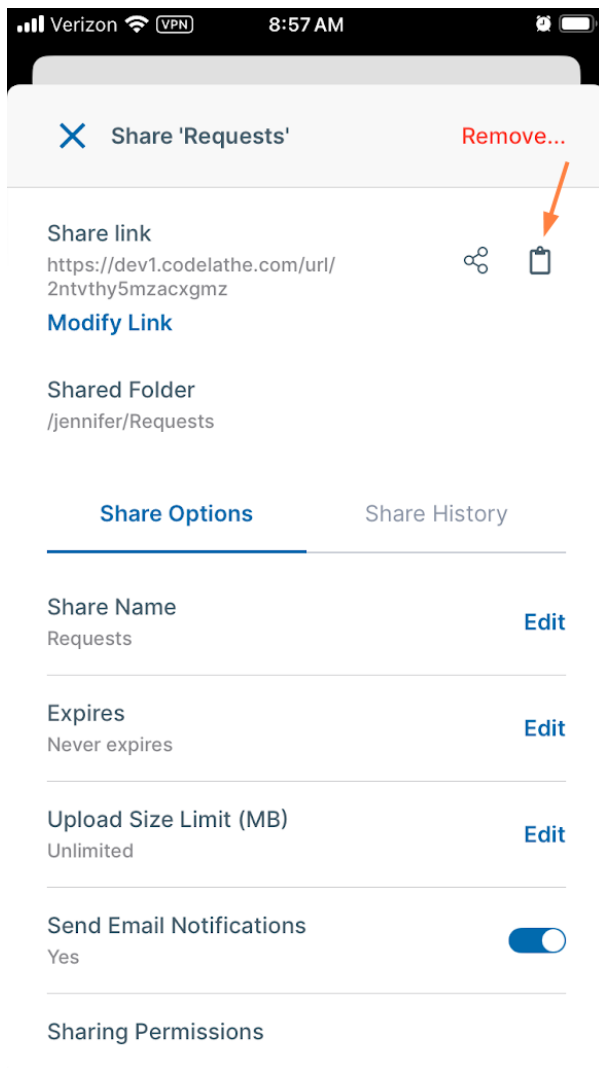 Verizon VPN 8:57 AM
Share 'Requests' Remove...
Share link
https://dev1.codelathe.com/url/
2ntvthy5mzacxgmz
Modify Link
Shared Folder
/jennifer/Requests
Share Options Share History
Share Name
Requests
Edit
Expires
Never expires
Edit
Upload Size Limit (MB)
Unlimited
Edit
Send Email Notifications
Yes
Sharing Permissions